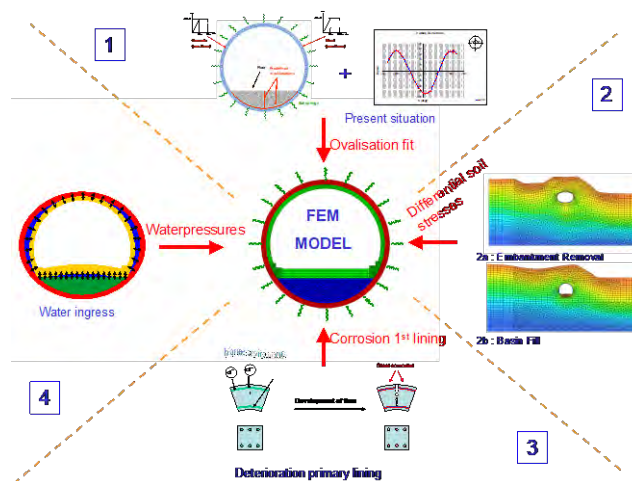 1
+
Present situation
2
Ovalisation fit
Differential soil
stresses
FEM
MODEL
Waterpressures
2a : Embankment Removal
Water ingress
2b : Basin Fill
Corrosion 1st lining
4
Development of time
3
Deterioration primary lining